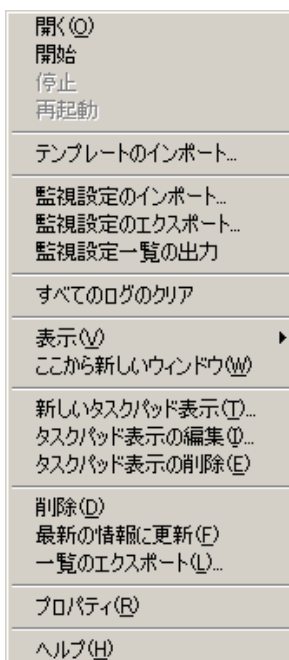 開く(O)
開始
停止
再起動
テンプレートのインポート...
監視設定のインポート...
監視設定のエクスポート...
監視設定一覧の出力
すべてのログのクリア
表示(V)
ここから新しいウィンドウ(W)
新しいタスクパッド表示(T)...
タスクパッド表示の編集(I)...
タスクパッド表示の削除(E)
削除(D)
最新の情報に更新(F)
一覧のエクスポート(L)...
プロパティ(R)
ヘルプ(H)